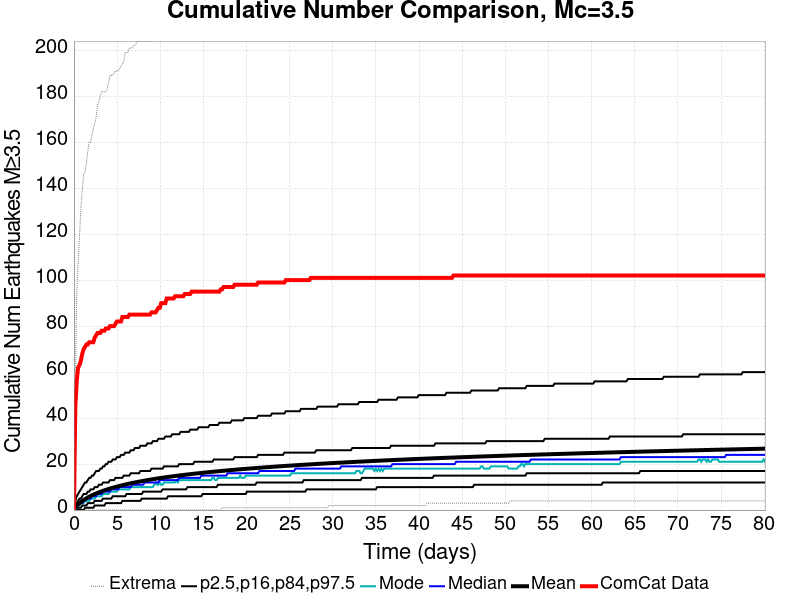 Cumulative Number Comparison, Mc=3.5
Cumulative Num Earthquakes M≥3.5
200
180
160
140
120
100
80
60
40
20
0
0 5 10 15 20 25 30 35 40 45 50 55 60 65 70 75 80
Time (days)
Extrema p2.5,p16,p84,p97.5 Mode Median Mean ComCat Data